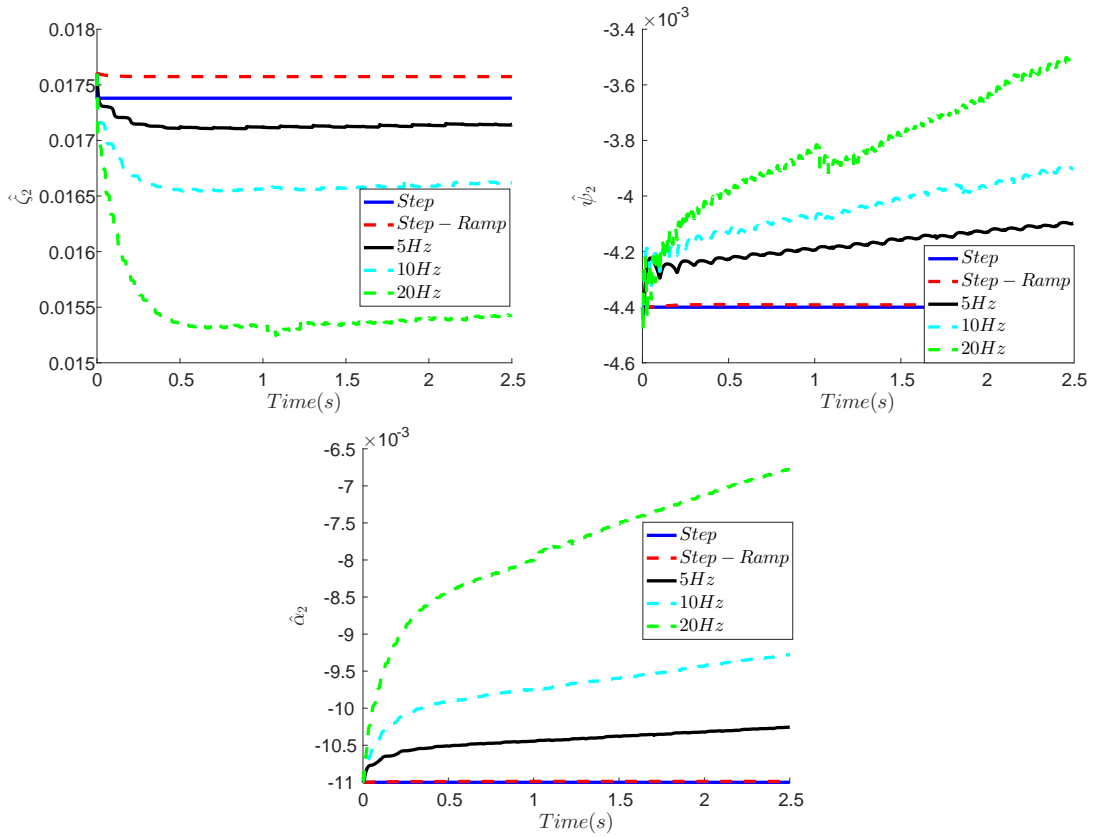 0.018
0.0175
0.017
0.0165
0.016
0.0155
0.015
ζ̂₂
0 0.5 1 1.5 2 2.5
Time(s)
Step
Step − Ramp
5Hz
10Hz
20Hz
×10⁻³
-3.4
-3.6
-3.8
-4
-4.2
-4.4
-4.6
ψ̂₂
0 0.5 1 1.5 2 2.5
Time(s)
Step
Step − Ramp
5Hz
10Hz
20Hz
×10⁻³
-6.5
-7
-7.5
-8
-8.5
-9
-9.5
-10
-10.5
-11
α̂₂
0 0.5 1 1.5 2 2.5
Time(s)
Step
Step − Ramp
5Hz
10Hz
20Hz